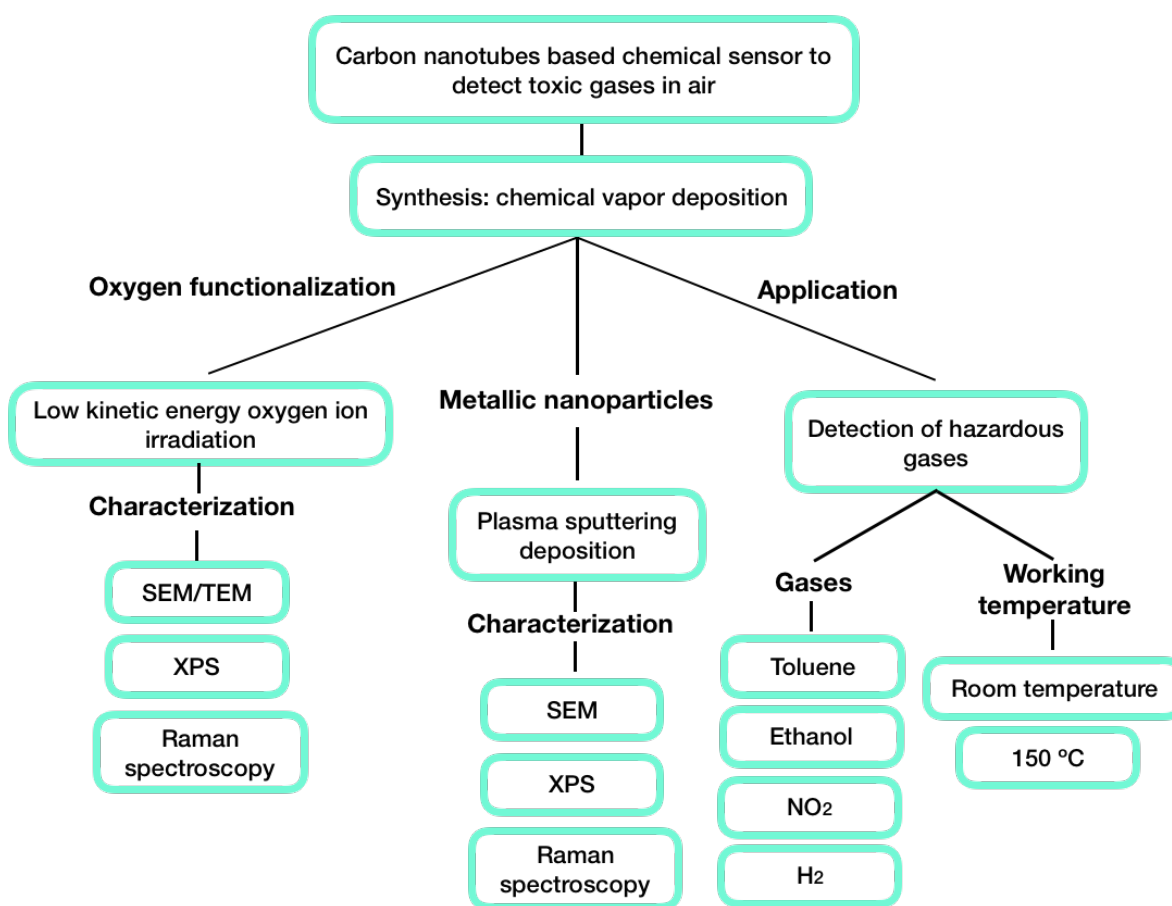 Carbon nanotubes based chemical sensor to
detect toxic gases in air
Synthesis: chemical vapor deposition
Oxygen functionalization
Low kinetic energy oxygen ion
irradiation
Characterization
SEM/TEM
XPS
Raman
spectroscopy
Metallic nanoparticles
Plasma sputtering
deposition
Characterization
SEM
XPS
Raman
spectroscopy
Application
Detection of hazardous
gases
Gases
Toluene
Ethanol
NO2
H2
Working
temperature
Room temperature
150 ºC